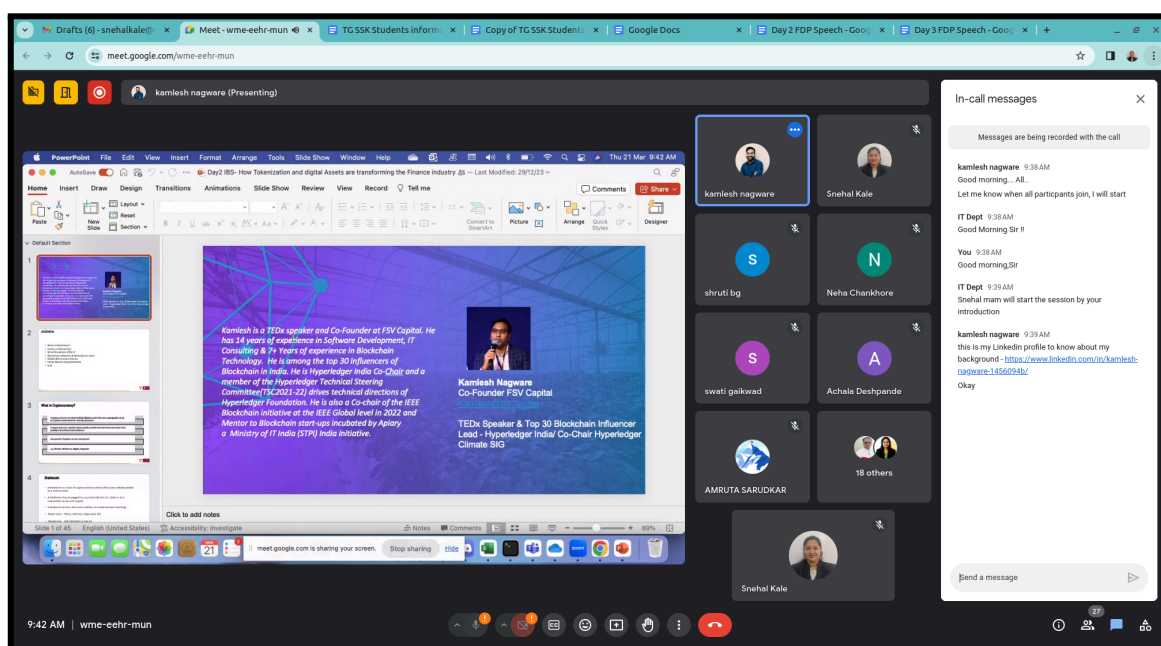 Drafts (6) - snehalkale@
Meet - wme-eehr-mun
TG SSK Students Informa
Copy of TG SSK Students
Google Docs
Day 2 FDP Speech - Goog
Day 3 FDP Speech - Goog
meet.google.com/wme-eehr-mun
kamlesh nagware (Presenting)
PowerPoint File Edit View Insert Format Arrange Tools Slide Show Window Help Thu 21 Mar 9:42 AM
AutoSave Day2 IBS- How Tokenization and digital Assets are transforming the Finance industry — Last Modified: 29/12/23
Home Insert Draw Design Transitions Animations Slide Show Review View Record Tell me Comments Share
Paste
New
Slide
Layout
Reset
Section
Convert to
SmartArt
Picture
Arrange
Quick
Styles
Designer
Default Section
1
2
AGENDA
3
What is Cryptocurrency?
4
Kamlesh is a TEDx speaker and Co-Founder at FSV Capital. He
has 14 years of experience in Software Development, IT
Consulting & 7+ Years of experience in Blockchain
Technology. He is among the top 30 Influencers of
Blockchain in India. He is Hyperledger India Co-Chair and a
member of the Hyperledger Technical Steering
Committee(TSC2021-22) drives technical directions of
Hyperledger Foundation. He is also a Co-chair of the IEEE
Blockchain initiative at the IEEE Global level in 2022 and
Mentor to Blockchain start-ups incubated by Apiary
a Ministry of IT India (STPI) India initiative.
Kamlesh Nagware
Co-Founder FSV Capital
TEDx Speaker & Top 30 Blockchain Influencer
Lead - Hyperledger India/ Co-Chair Hyperledger
Climate SIG
Click to add notes
Slide 1 of 45 English (United States) Accessibility: Investigate Notes Comments 89%
21
meet.google.com is sharing your screen. Stop sharing Hide
kamlesh nagware
Snehal Kale
s
shruti bg
N
Neha Chankhore
s
swati gaikwad
A
Achala Deshpande
AMRUTA SARUDKAR
18 others
Snehal Kale
In-call messages
Messages are being recorded with the call
kamlesh nagware 9:38 AM
Good morning... All..
Let me know when all particpants join, I will start
IT Dept 9:38 AM
Good Morning Sir !!
You 9:38 AM
Good morning,Sir
IT Dept 9:39 AM
Snehal mam will start the session by your
introduction
kamlesh nagware 9:39 AM
this is my Linkedin profile to know about my
background - https://www.linkedin.com/in/kamlesh-
nagware-1456094b/
Okay
Send a message
9:42 AM | wme-eehr-mun
27